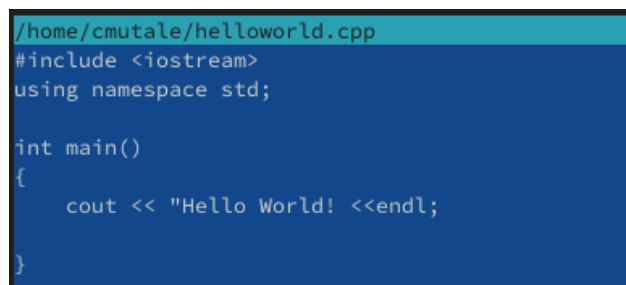 /home/cmutale/helloworld.cpp
#include <iostream>
using namespace std;
int main()
{
    cout << "Hello World! <<endl;
}